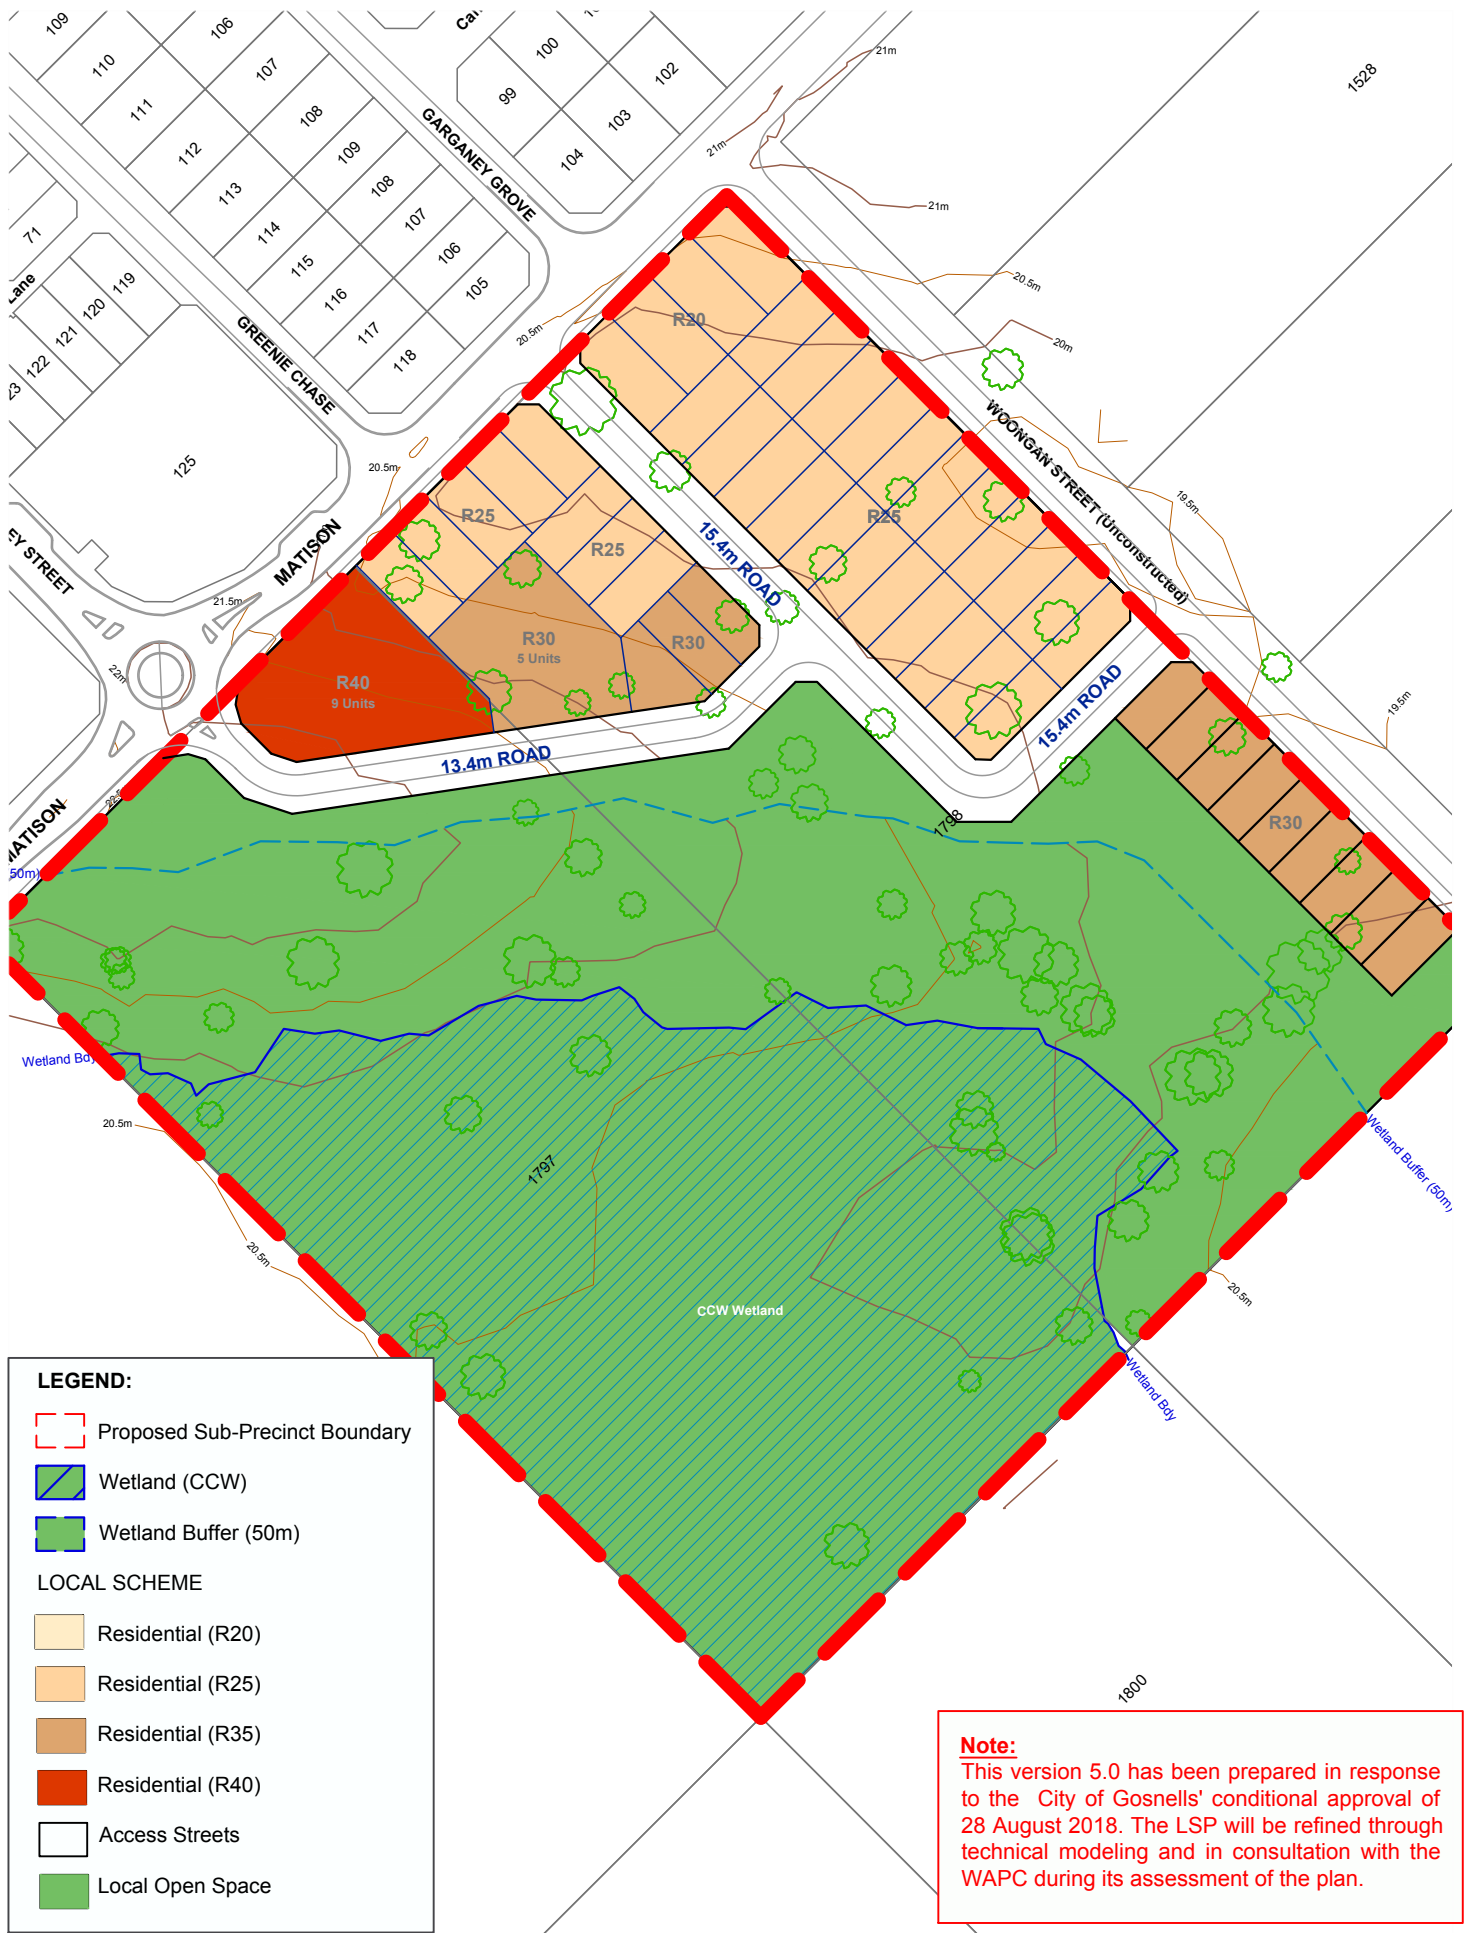 109
110
111
112
113
114
115
116
117
118
106
107
108
109
108
107
106
105
99
100
102
103
104
1528
71
119
120
121
122
23
Lane
125
GARGANEY GROVE
GREENIE CHASE
EY STREET
MATISON
MATISON
WOONGAN STREET (Unconstructed)
21m
21m
21m
20.5m
20m
20.5m
20.5m
21.5m
22m
19.5m
19.5m
R20
R25
R25
R25
R30
5 Units
R30
R40
9 Units
R30
15.4m ROAD
15.4m ROAD
13.4m ROAD
1798
50m)
Wetland Bdy
20.5m
20.5m
1797
CCW Wetland
Wetland Buffer (50m)
20.5m
Wetland Bdy
1800
LEGEND:
Proposed Sub-Precinct Boundary
Wetland (CCW)
Wetland Buffer (50m)
LOCAL SCHEME
Residential (R20)
Residential (R25)
Residential (R35)
Residential (R40)
Access Streets
Local Open Space
Note:
This version 5.0 has been prepared in response
to the City of Gosnells' conditional approval of
28 August 2018. The LSP will be refined through
technical modeling and in consultation with the
WAPC during its assessment of the plan.